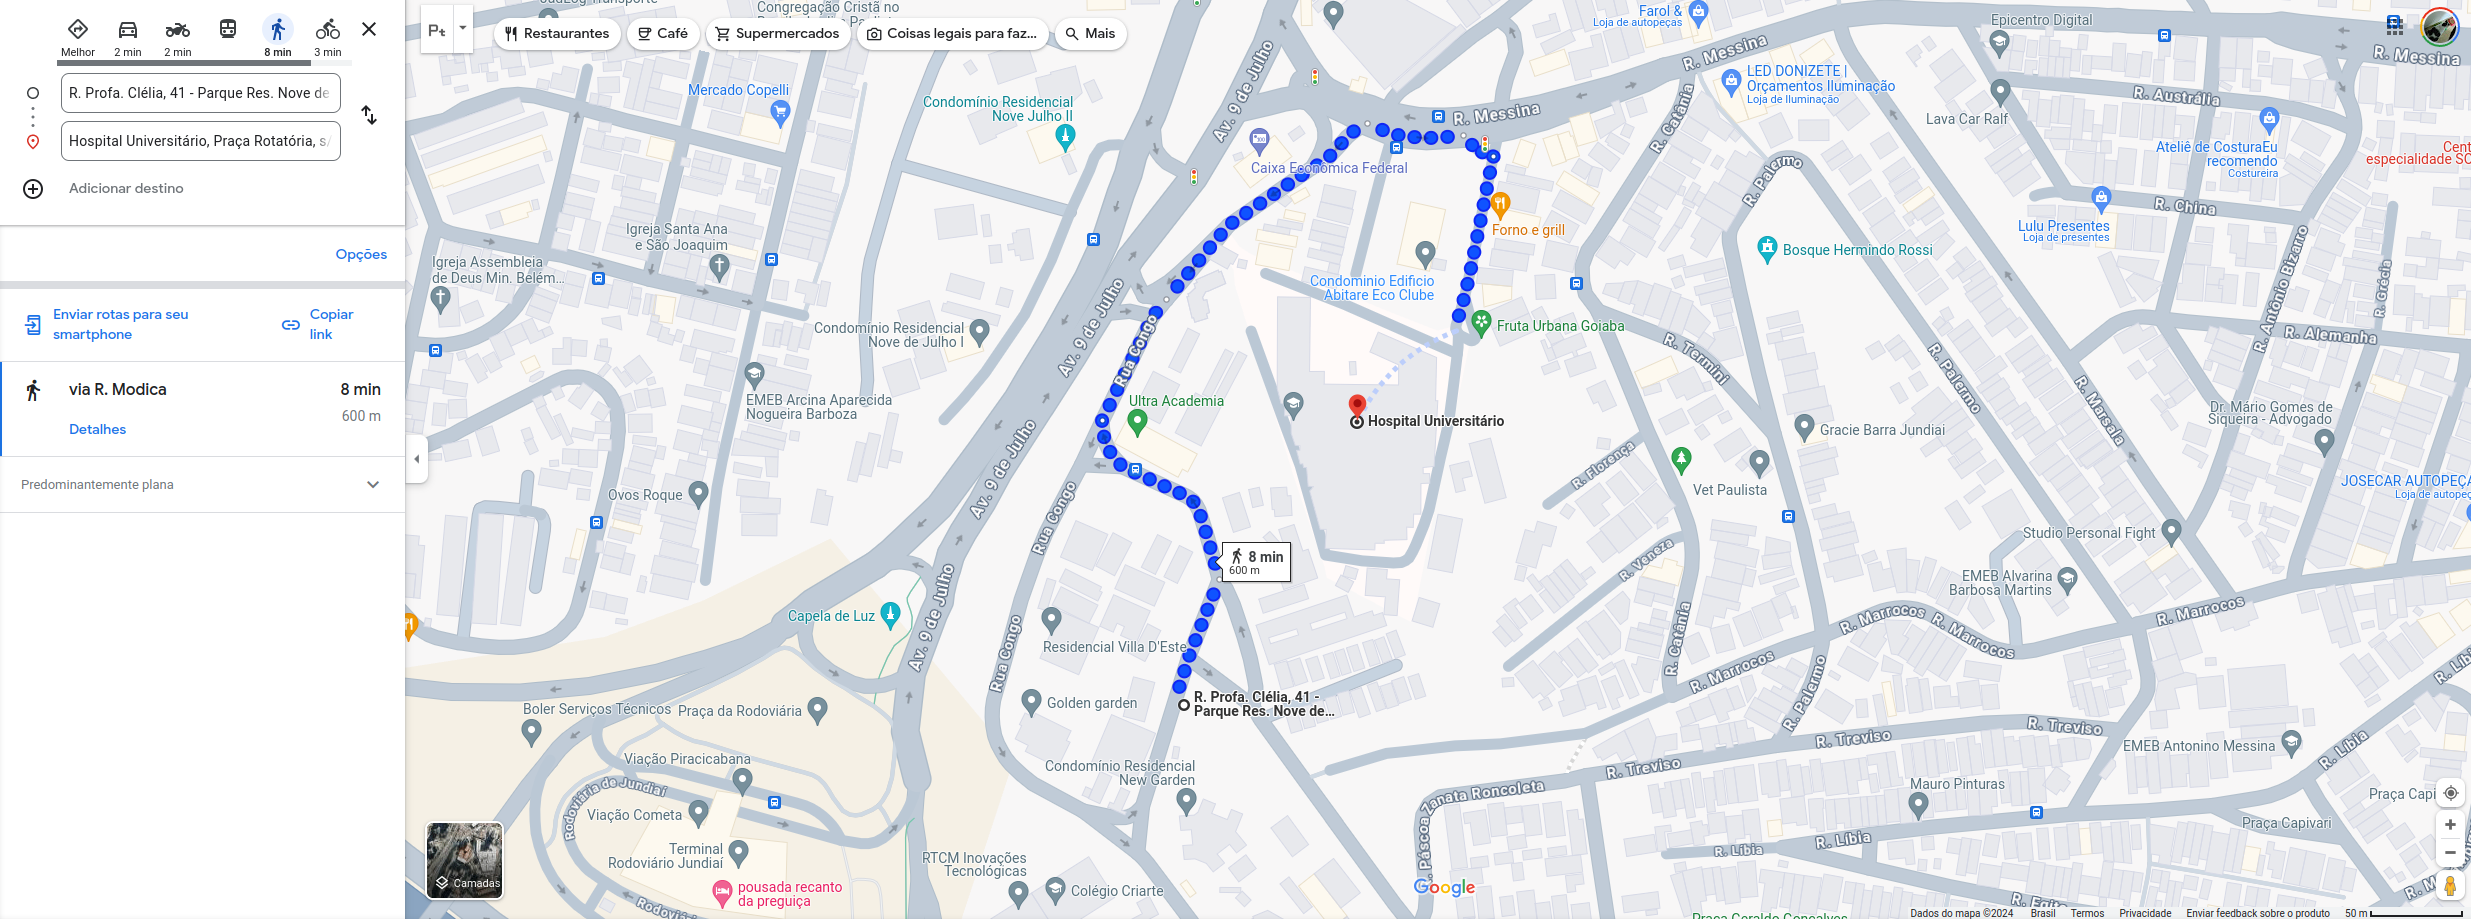 Melhor
2 min
2 min
8 min
3 min
R. Profa. Clélia, 41 - Parque Res. Nove de
Hospital Universitário, Praça Rotatória, s/
Adicionar destino
Opções
Enviar rotas para seu
smartphone
Copiar
link
via R. Modica
8 min
600 m
Detalhes
Predominantemente plana
Restaurantes
Café
Supermercados
Coisas legais para faz...
Mais
Congregação Cristã no
Farol &
Loja de autopeças
Epicentro Digital
R. Messina
R. Messina
R. Messina
LED DONIZETE |
Orçamentos Iluminação
Loja de Iluminação
R. Austrália
Lava Car Ralf
Mercado Copelli
Condomínio Residencial
Nove Julho II
Av. 9 de Julho
R. Catânia
R. Palermo
Ateliê de CosturaEu
recomendo
Costureira
Cent
especialidade SO
Caixa Econômica Federal
Lulu Presentes
Loja de presentes
R. China
Igreja Santa Ana
e São Joaquim
Forno e grill
Bosque Hermindo Rossi
R. Antônio Bizarro
R. Grécia
Igreja Assembleia
de Deus Min. Belém...
Condominio Edificio
Abitare Eco Clube
Av. 9 de Julho
Fruta Urbana Goiaba
Condomínio Residencial
Nove de Julho I
Rua Congo
R. Termini
R. Alemanha
R. Palermo
R. Marsala
EMEB Arcina Aparecida
Nogueira Barboza
Ultra Academia
Hospital Universitário
Gracie Barra Jundiai
Dr. Mário Gomes de
Siqueira - Advogado
Av. 9 de Julho
R. Florença
Ovos Roque
Vet Paulista
JOSECAR AUTOPEÇA
Loja de autopeç
Rua Congo
Studio Personal Fight
8 min
600 m
R. Veneza
EMEB Alvarina
Barbosa Martins
Av. 9 de Julho
Capela de Luz
R. Marrocos
R. Marrocos
R. Marrocos
R. Marrocos
Residencial Villa D'Este
Rua Congo
R. Catânia
R. Palermo
R. Líbia
R. Profa. Clélia, 41 -
Parque Res. Nove de...
Golden garden
Boler Serviços Técnicos
Praça da Rodoviária
R. Treviso
R. Treviso
R. Treviso
EMEB Antonino Messina
R. Líbia
Viação Piracicabana
Condomínio Residencial
New Garden
Rodoviária de Jundiaí
Viação Cometa
Zanata Roncoleta
R. Páscoa
Mauro Pinturas
Praça Capi
Praça Capivari
R. Líbia
R. Líbia
Terminal
Rodoviário Jundiaí
RTCM Inovações
Tecnológicas
Colégio Criarte
pousada recanto
da preguiça
Camadas
Google
Dados do mapa ©2024
Brasil
Termos
Privacidade
Enviar feedback sobre o produto
50 m